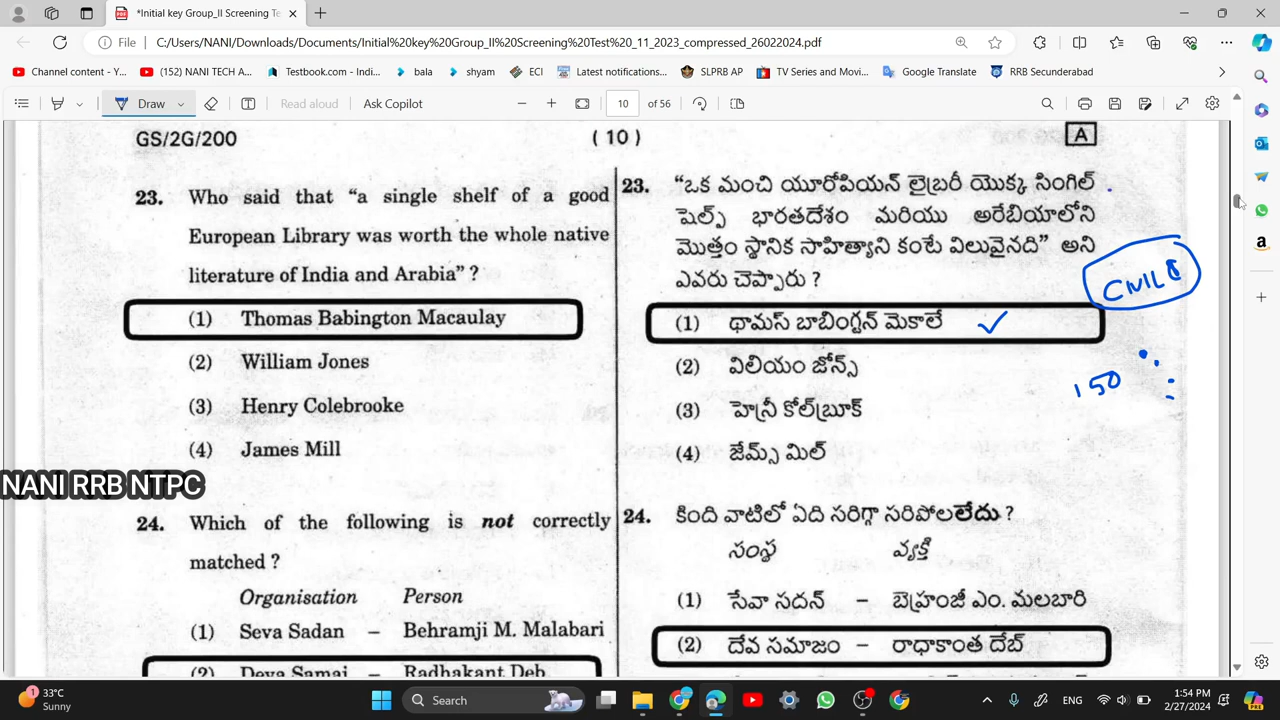 *Initial key Group_II Screening Te
File
C:/Users/NANI/Downloads/Documents/Initial%20key%20Group_II%20Screening%20Test%20_11_2023_compressed_26022024.pdf
Channel content - Y...
(152) NANI TECH A...
Testbook.com - Indi...
bala
shyam
ECI
Latest notifications...
SLPRB AP
TV Series and Movi...
Google Translate
RRB Secunderabad
Draw
Read aloud
Ask Copilot
10 of 56
GS/2G/200
( 10 )
A
23. Who said that “a single shelf of a good
European Library was worth the whole native
literature of India and Arabia” ?
(1) Thomas Babington Macaulay
(2) William Jones
(3) Henry Colebrooke
(4) James Mill
NANI RRB NTPC
24. Which of the following is not correctly
matched ?
Organisation Person
(1) Seva Sadan – Behramji M. Malabari
(2) Deva Samaj – Radhakant Deb
23. “ఒక మంచి యూరోపియన్ లైబ్రరీ యొక్క సింగిల్
షెల్ఫ్ భారతదేశం మరియు అరేబియాలోని
మొత్తం స్థానిక సాహిత్యాని కంటే విలువైనది” అని
ఎవరు చెప్పారు ?
(1) థామస్ బాబింగ్టన్ మెకాలే
(2) విలియం జోన్స్
(3) హెన్రీ కోల్‌బ్రూక్
(4) జేమ్స్ మిల్
24. కింది వాటిలో ఏది సరిగ్గా సరిపోలలేదు ?
సంస్థ వ్యక్తి
(1) సేవా సదన్ – బెహ్రంజీ ఎం. మలబారి
(2) దేవ సమాజం – రాధాకాంత దేబ్
CIVILS
150
33°C
Sunny
Search
ENG
1:54 PM
2/27/2024